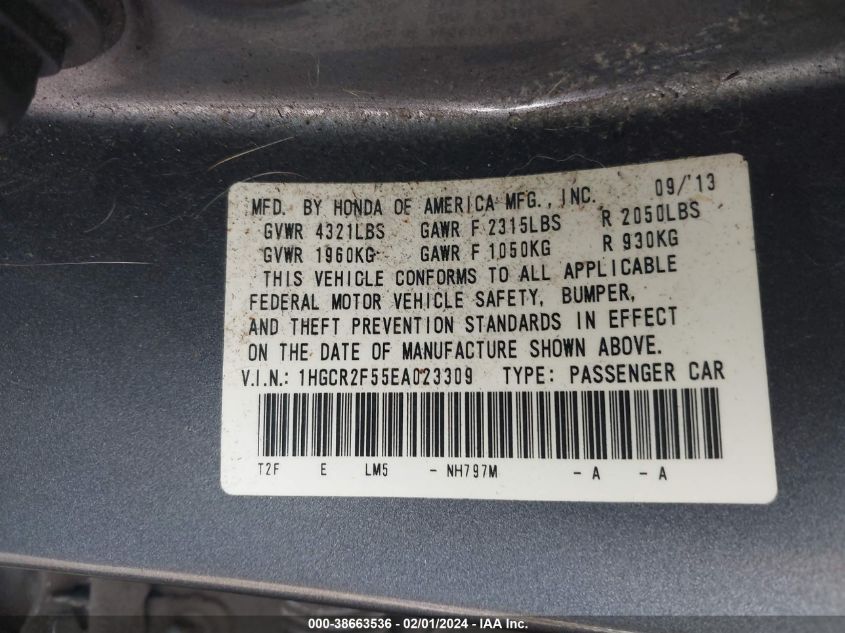 MFD. BY HONDA OF AMERICA MFG., INC. 09/'13
GVWR 4321LBS GAWR F 2315LBS R 2050LBS
GVWR 1960KG GAWR F 1050KG R 930KG
THIS VEHICLE CONFORMS TO ALL APPLICABLE
FEDERAL MOTOR VEHICLE SAFETY, BUMPER,
AND THEFT PREVENTION STANDARDS IN EFFECT
ON THE DATE OF MANUFACTURE SHOWN ABOVE.
V.I.N.: 1HGCR2F55EA023309 TYPE: PASSENGER CAR
T2F E LM5 - NH797M - A - A
000-38663536 - 02/01/2024 - IAA Inc.